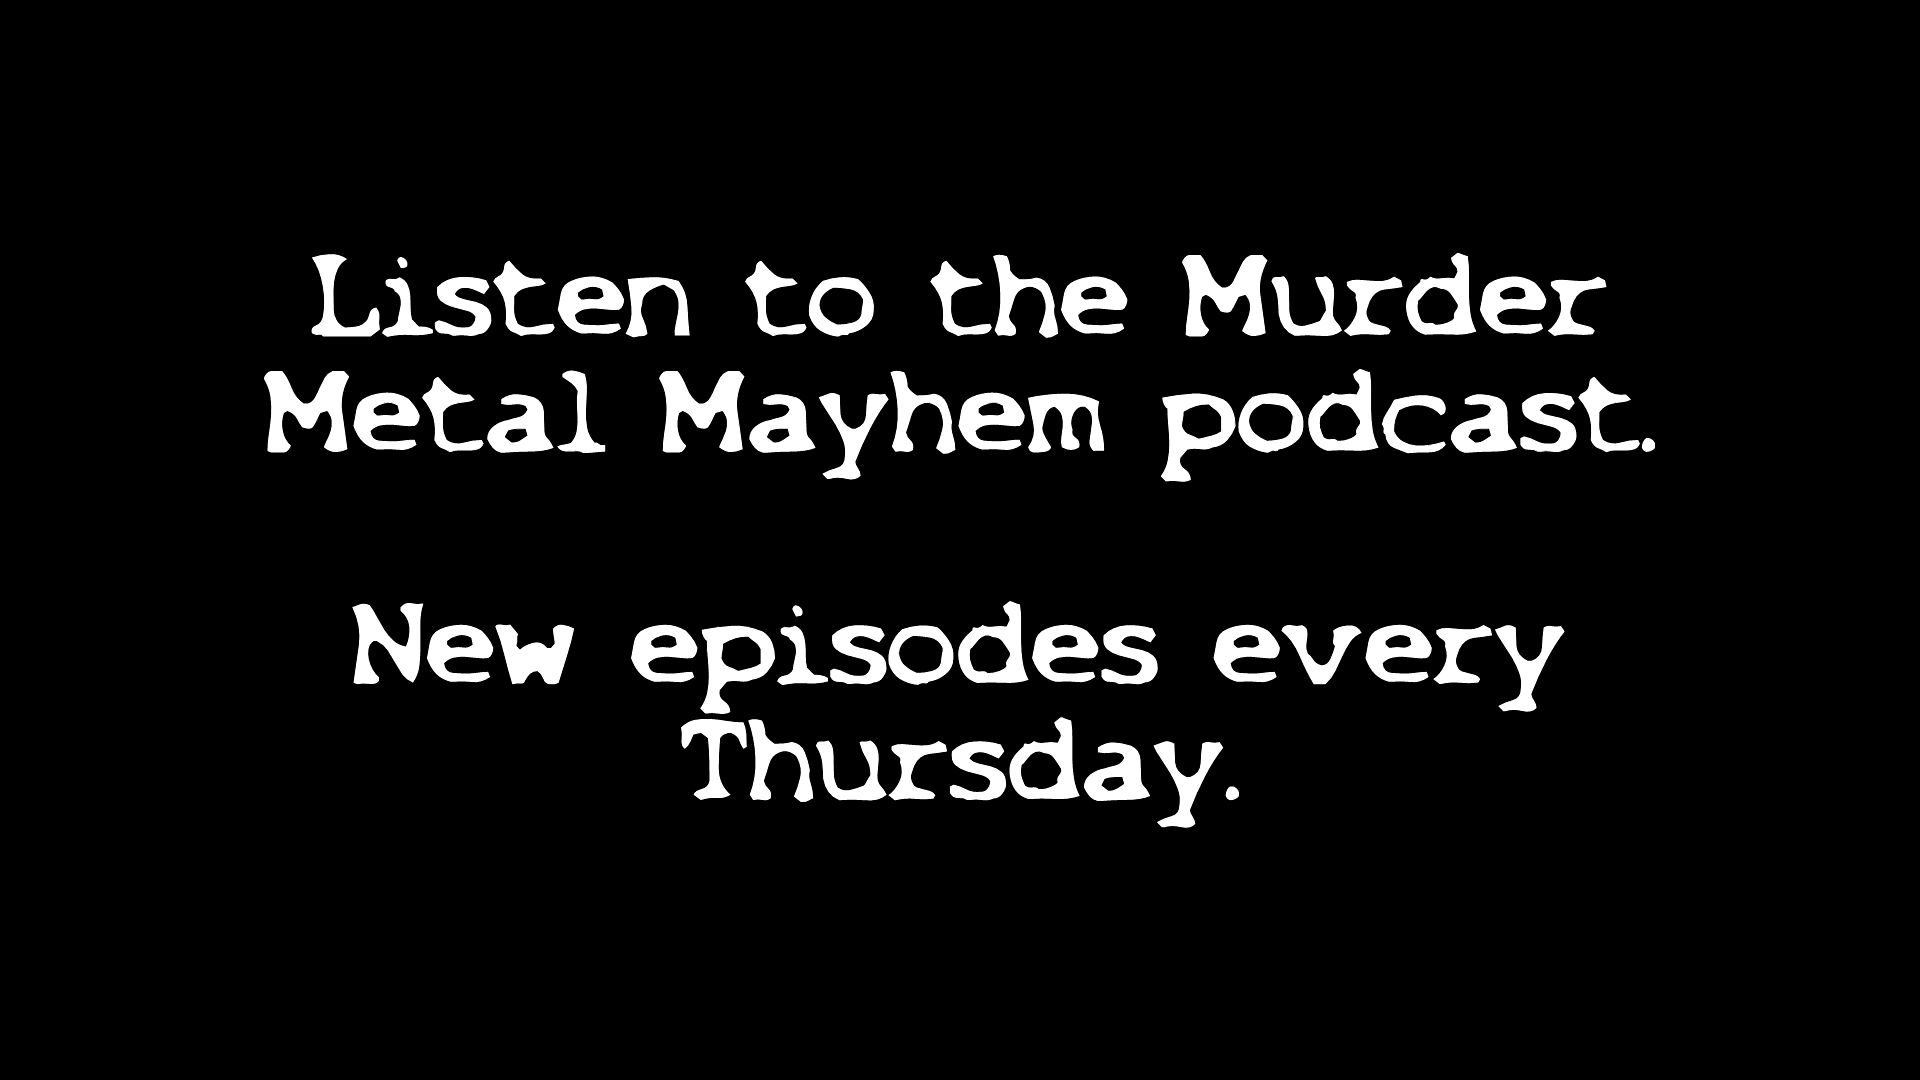 Listen to the Murder
Metal Mayhem podcast.
New episodes every
Thursday.